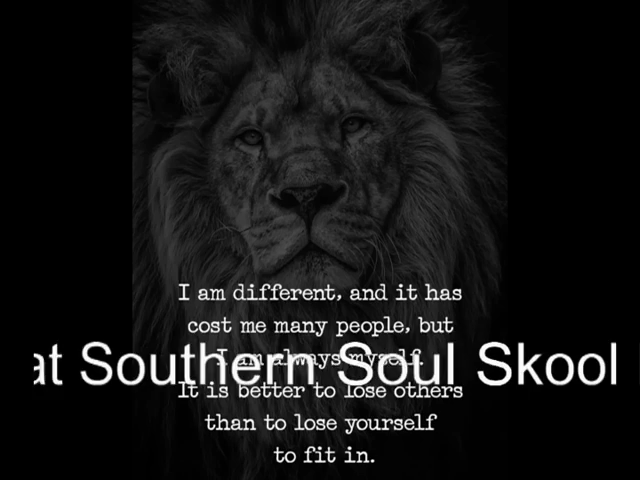 I am different, and it has
cost me many people, but
I am always myself.
at Southern Soul Skool
It is better to lose others
than to lose yourself
to fit in.